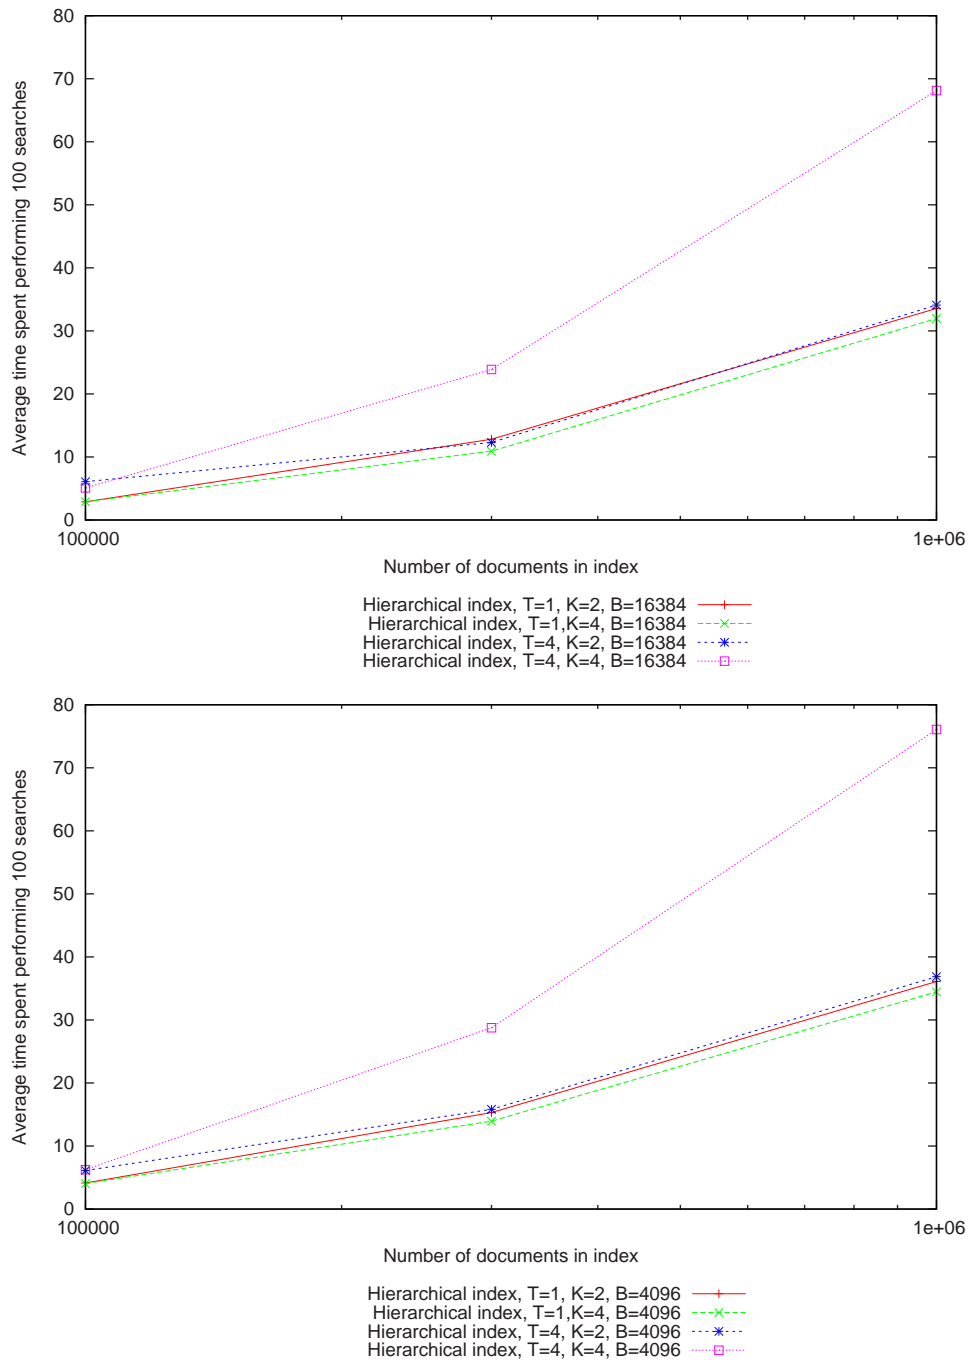 80
70
60
50
40
30
20
10
0
Average time spent performing 100 searches
100000
1e+06
Number of documents in index
Hierarchical index, T=1, K=2, B=16384
Hierarchical index, T=1,K=4, B=16384
Hierarchical index, T=4, K=2, B=16384
Hierarchical index, T=4, K=4, B=16384
80
70
60
50
40
30
20
10
0
Average time spent performing 100 searches
100000
1e+06
Number of documents in index
Hierarchical index, T=1, K=2, B=4096
Hierarchical index, T=1,K=4, B=4096
Hierarchical index, T=4, K=2, B=4096
Hierarchical index, T=4, K=4, B=4096